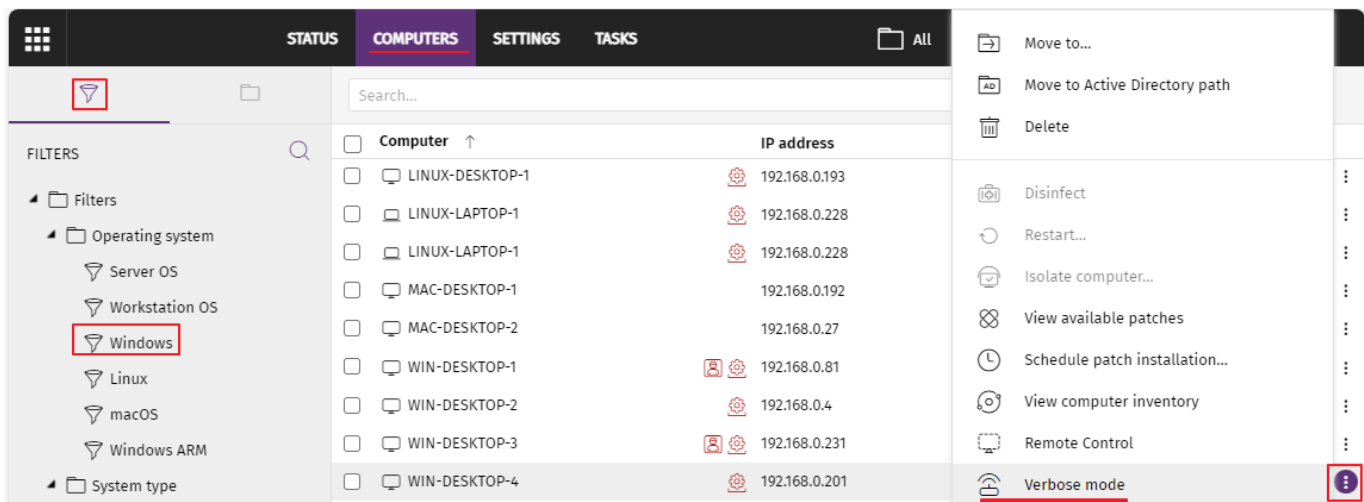 STATUS COMPUTERS SETTINGS TASKS All
Search...
FILTERS
Filters
Operating system
Server OS
Workstation OS
Windows
Linux
macOS
Windows ARM
System type
Computer ↑ IP address
LINUX-DESKTOP-1 192.168.0.193
LINUX-LAPTOP-1 192.168.0.228
LINUX-LAPTOP-1 192.168.0.228
MAC-DESKTOP-1 192.168.0.192
MAC-DESKTOP-2 192.168.0.27
WIN-DESKTOP-1 192.168.0.81
WIN-DESKTOP-2 192.168.0.4
WIN-DESKTOP-3 192.168.0.231
WIN-DESKTOP-4 192.168.0.201
Move to...
AD Move to Active Directory path
Delete
Disinfect
Restart...
Isolate computer...
View available patches
Schedule patch installation...
View computer inventory
Remote Control
Verbose mode